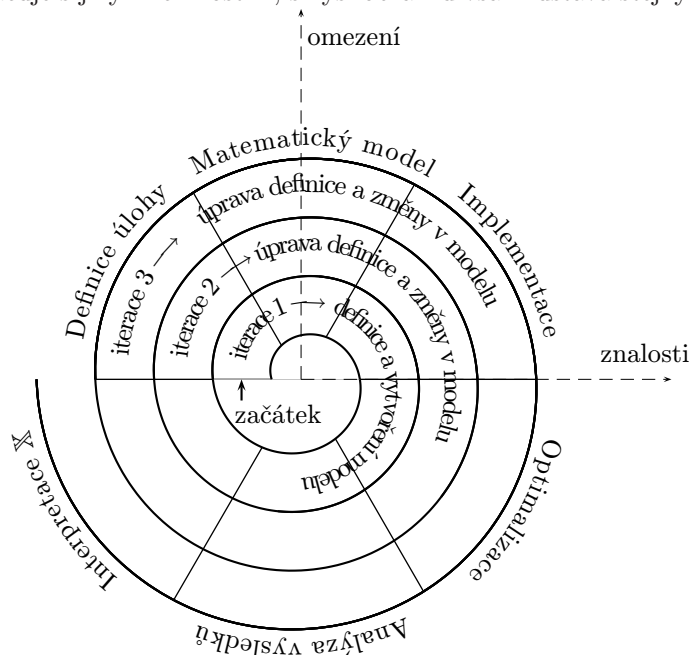 omezení
Matematický model
Definice úlohy
Implementace
úprava definice a změny v modelu
iterace 3 →
úprava definice a změny v modelu
iterace 2 →
iterace 1 →
definice a vytvoření modelu
znalosti
začátek
Interpretace 𝕏
Optimalizace
Analýza výsledků